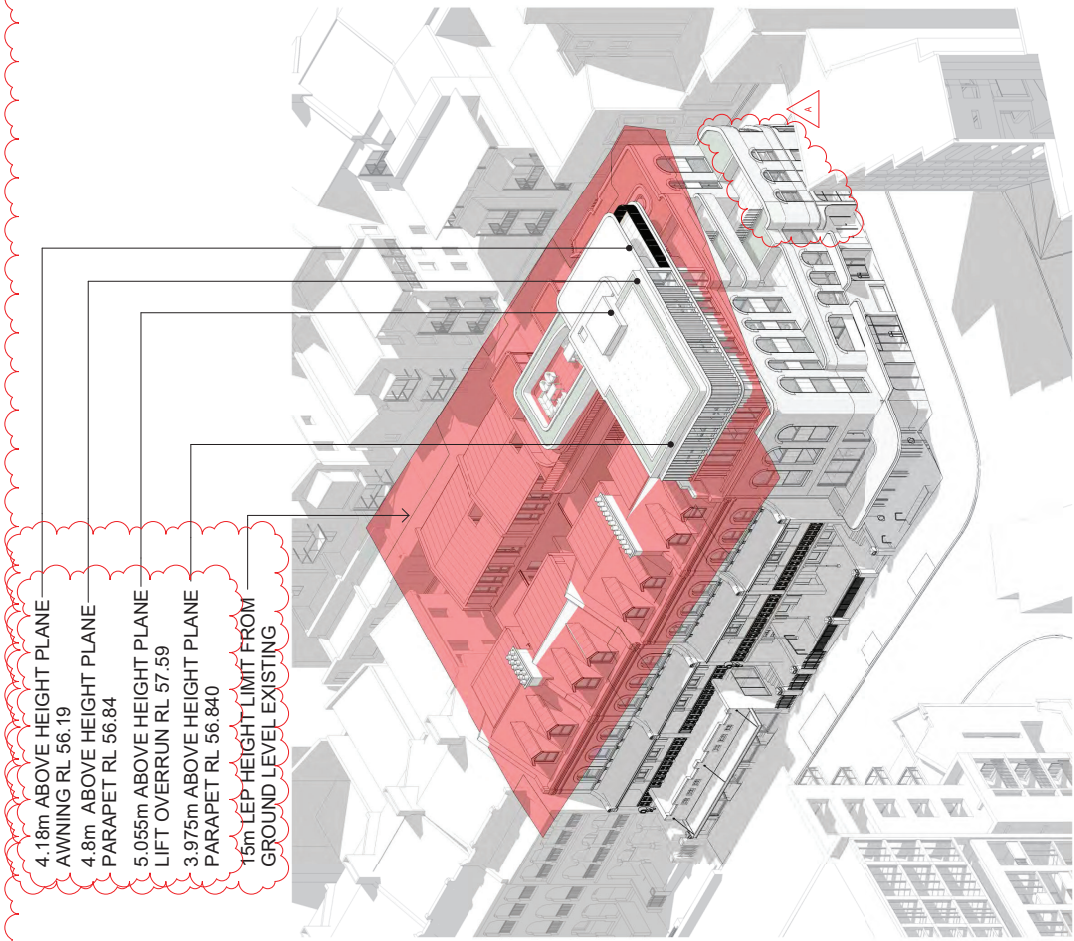 4.18m ABOVE HEIGHT PLANE
AWNING RL 56.19
4.8m ABOVE HEIGHT PLANE
PARAPET RL 56.84
5.055m ABOVE HEIGHT PLANE
LIFT OVERRUN RL 57.59
3.975m ABOVE HEIGHT PLANE
PARAPET RL 56.840
15m LEP HEIGHT LIMIT FROM
GROUND LEVEL EXISTING
A